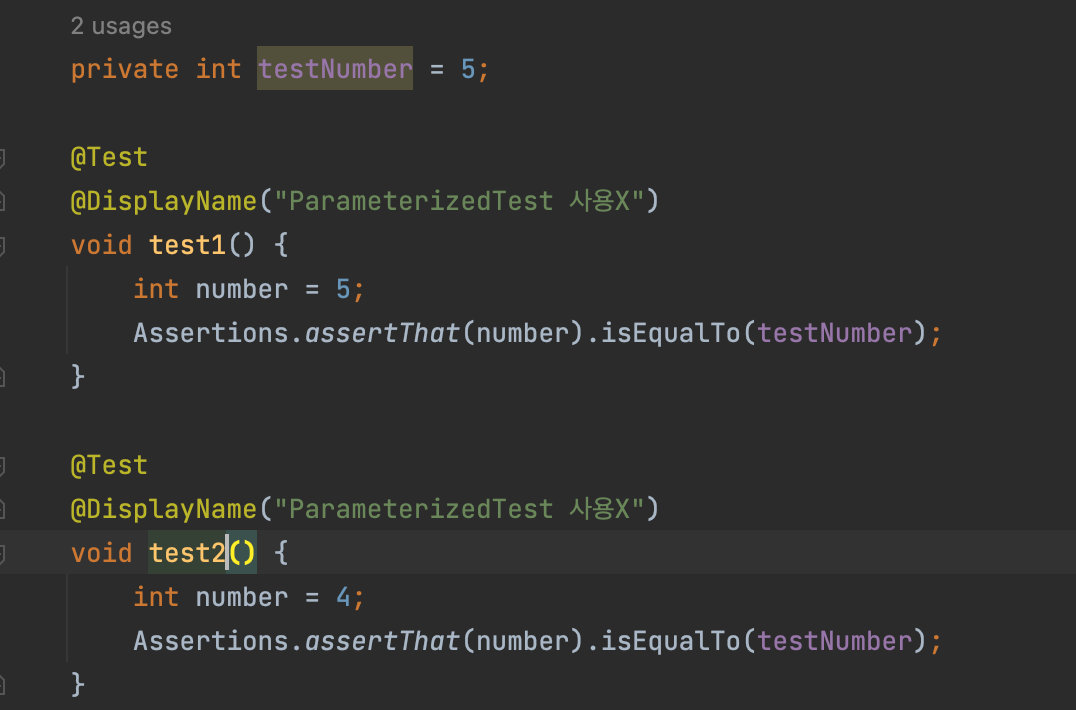 2 usages
private int testNumber = 5;
@Test
@DisplayName("ParameterizedTest 사용X")
void test1() {
int number = 5;
Assertions.assertThat(number).isEqualTo(testNumber);
}
@Test
@DisplayName("ParameterizedTest 사용X")
void test2() {
int number = 4;
Assertions.assertThat(number).isEqualTo(testNumber);
}